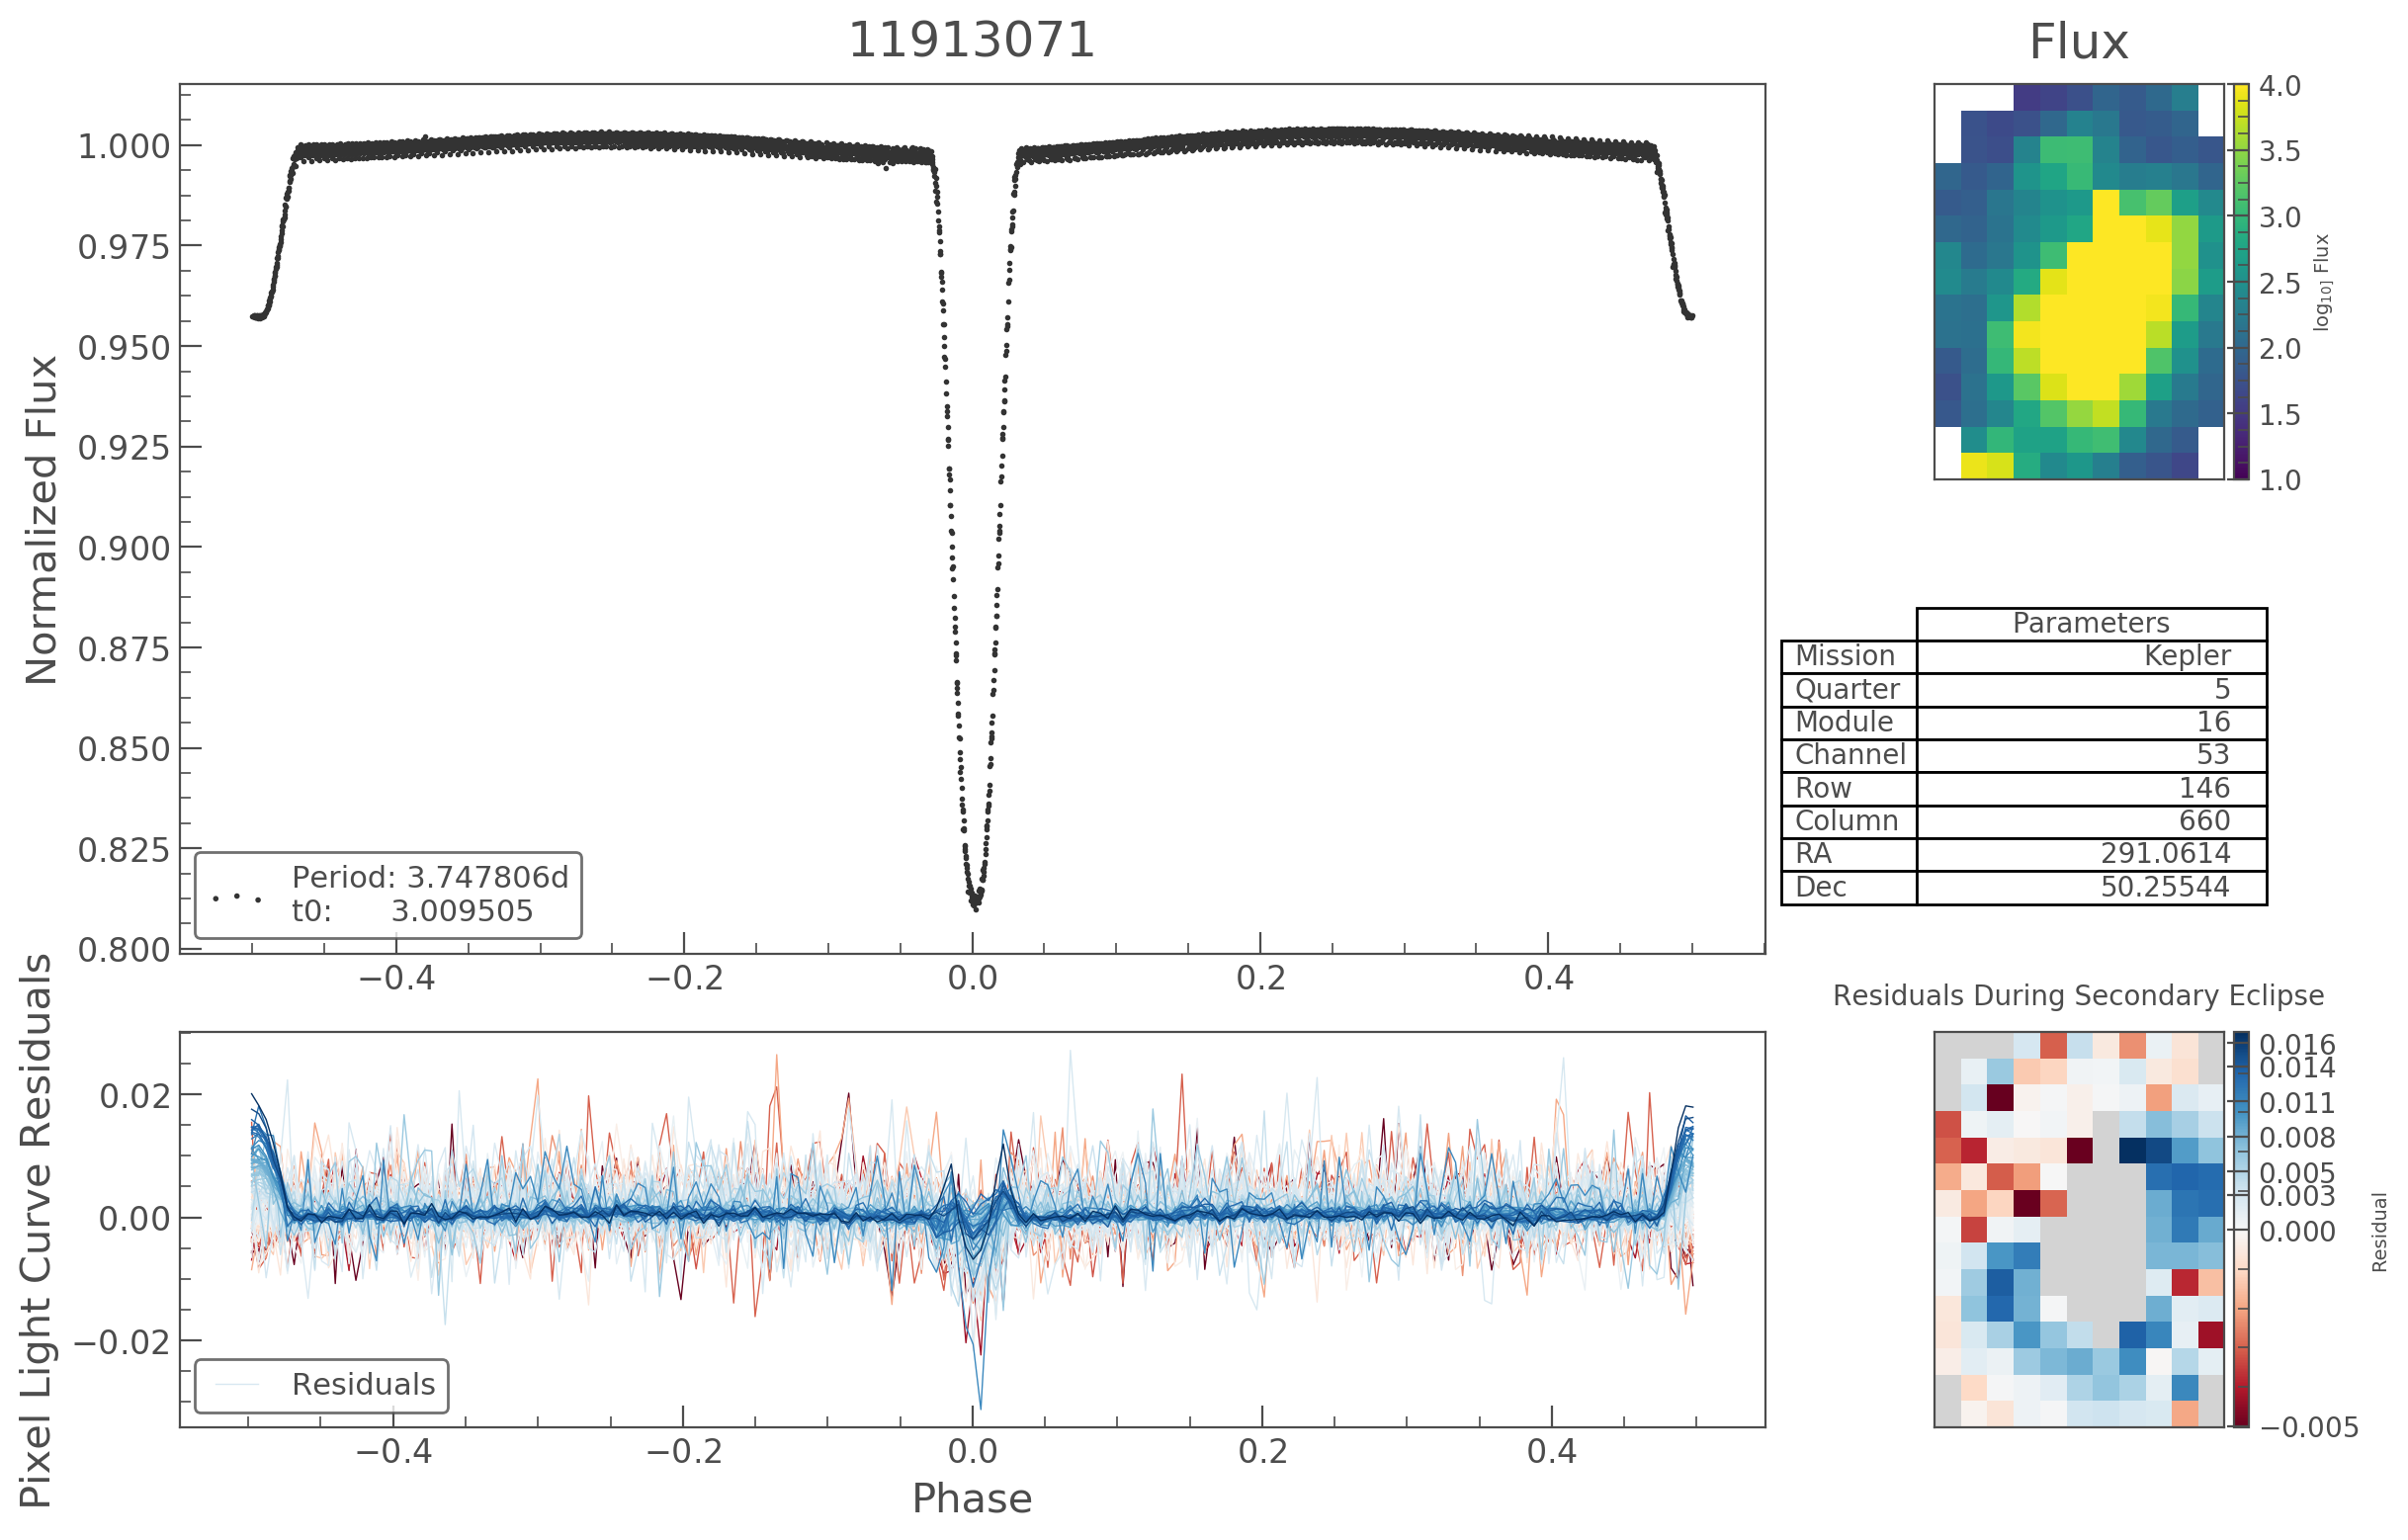 11913071
Normalized Flux
1.000
0.975
0.950
0.925
0.900
0.875
0.850
0.825
0.800
Period: 3.747806d
t0: 3.009505
−0.4
−0.2
0.0
0.2
0.4
Flux
4.0
3.5
3.0
2.5
2.0
1.5
1.0
log10] Flux
Parameters
Mission Kepler
Quarter 5
Module 16
Channel 53
Row 146
Column 660
RA 291.0614
Dec 50.25544
Pixel Light Curve Residuals
0.02
0.00
−0.02
Residuals
−0.4
−0.2
0.0
0.2
0.4
Phase
Residuals During Secondary Eclipse
0.016
0.014
0.011
0.008
0.005
0.003
0.000
−0.005
Residual